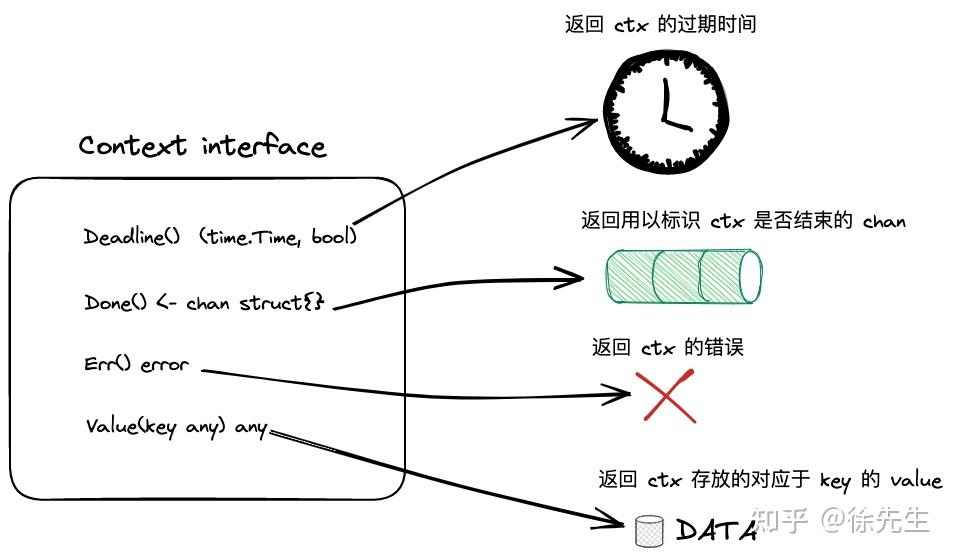 返回 ctx 的过期时间
Context interface
Deadline() (time.Time, bool)
返回用以标识 ctx 是否结束的 chan
Done() <- chan struct{}
返回 ctx 的错误
Err() error
Value(key any) any
返回 ctx 存放的对应于 key 的 value
DATA
知乎 @徐先生